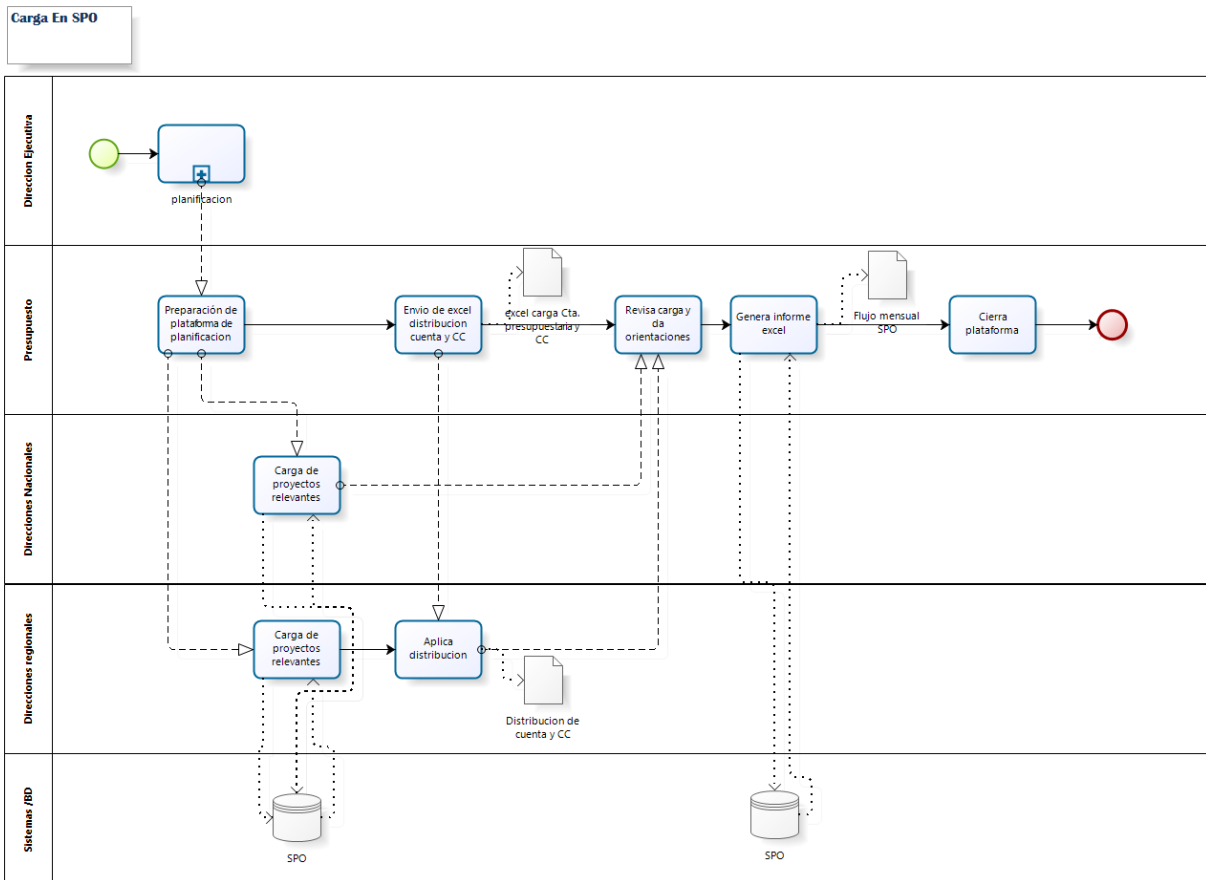 Carga En SPO
Direccion Ejecutiva
planificacion
Presupuesto
Preparación de
plataforma de
planificacion
Envio de excel
distribucion
cuenta y CC
excel carga Cta.
presupuestaria y
CC
Revisa carga y
da
orientaciones
Genera informe
excel
Flujo mensual
SPO
Cierra
plataforma
Direcciones Nacionales
Carga de
proyectos
relevantes
Direcciones regionales
Carga de
proyectos
relevantes
Aplica
distribucion
Distribucion de
cuenta y CC
Sistemas /BD
SPO
SPO